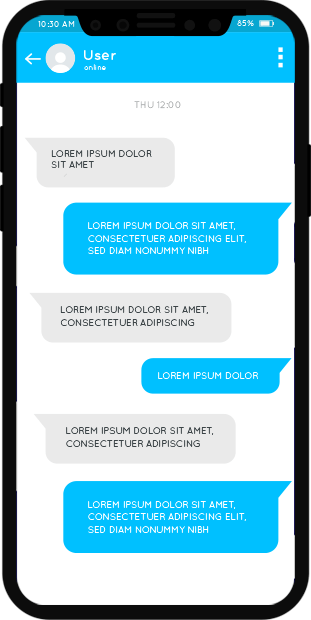 10:30 AM
85%
User
online
THU 12:00
LOREM IPSUM DOLOR
SIT AMET
LOREM IPSUM DOLOR SIT AMET,
CONSECTETUER ADIPISCING ELIT,
SED DIAM NONUMMY NIBH
LOREM IPSUM DOLOR SIT AMET,
CONSECTETUER ADIPISCING
LOREM IPSUM DOLOR
LOREM IPSUM DOLOR SIT AMET,
CONSECTETUER ADIPISCING
LOREM IPSUM DOLOR SIT AMET,
CONSECTETUER ADIPISCING ELIT,
SED DIAM NONUMMY NIBH